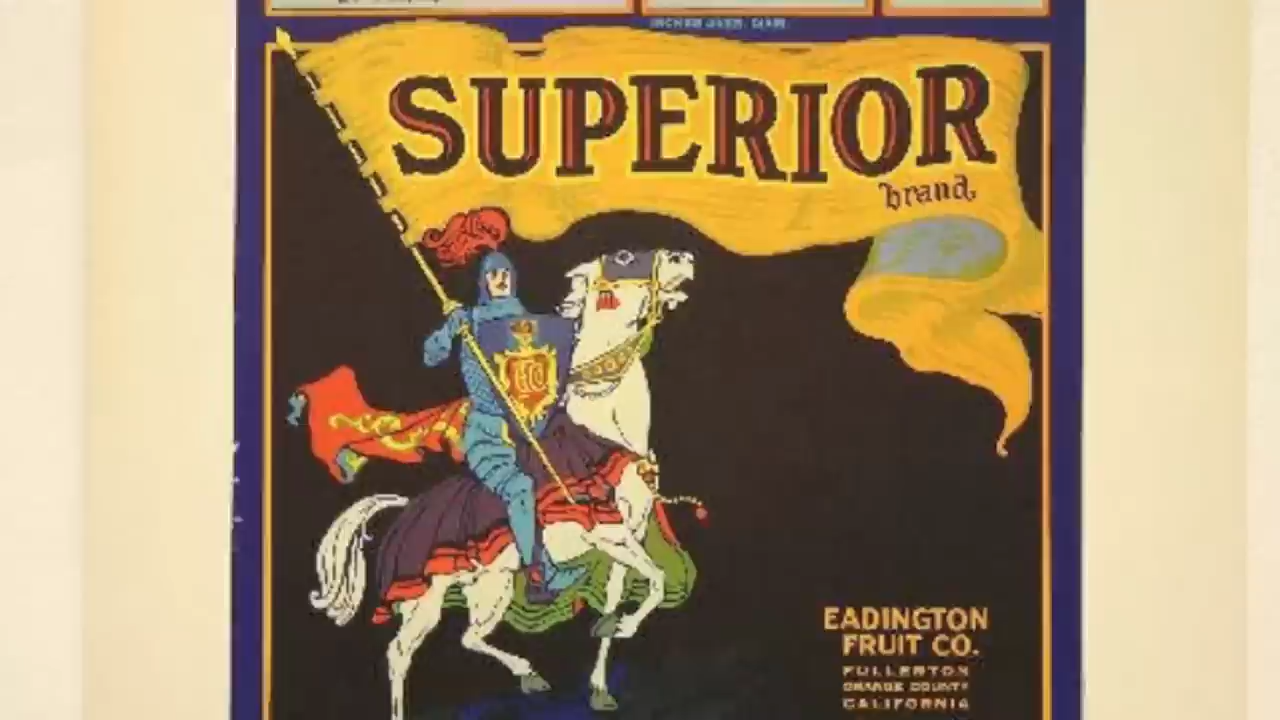 SUPERIOR
brand
EADINGTON
FRUIT CO.
FULLERTON
ORANGE COUNTY
CALIFORNIA